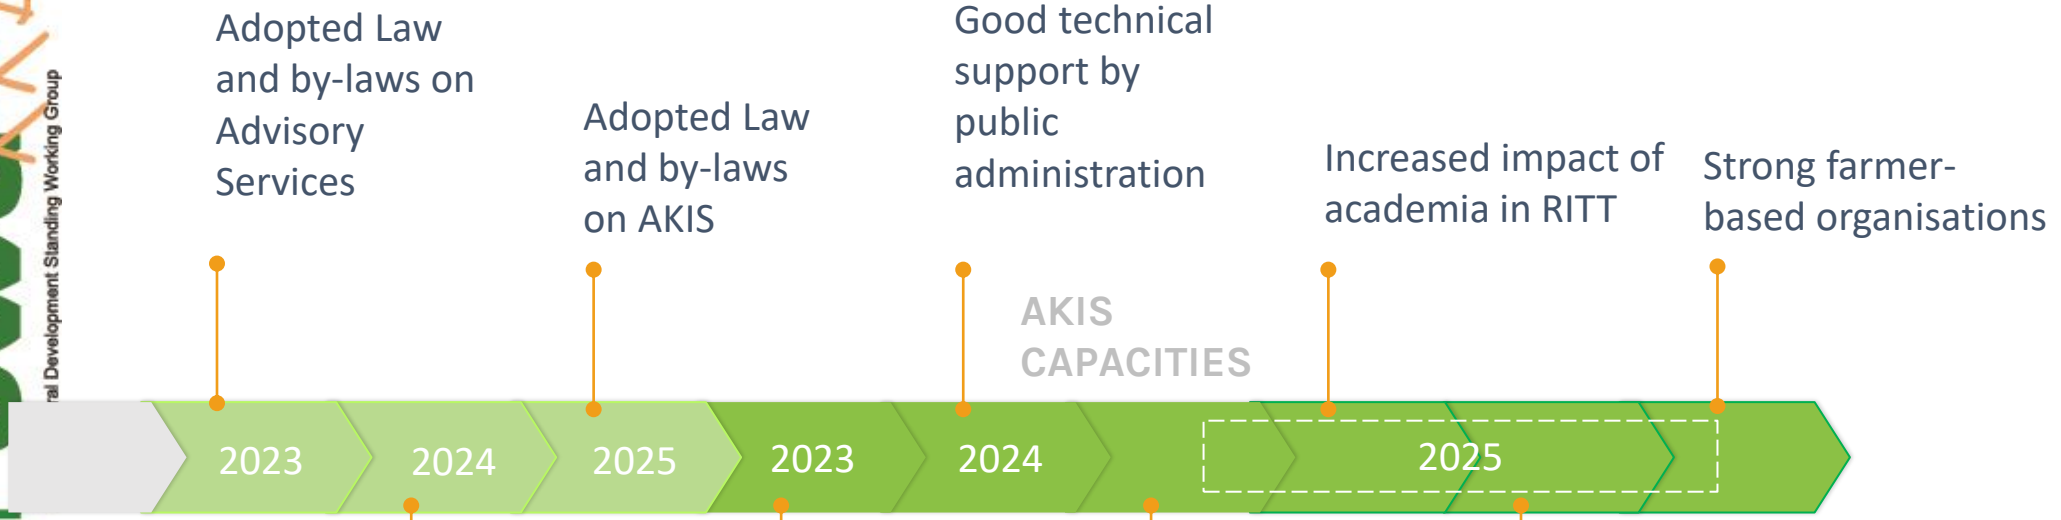 Adopted Law
and by-laws on
Advisory
Services
Adopted Law
and by-laws
on AKIS
Good technical
support by
public
administration
Increased impact of
academia in RITT
Strong farmer-
based organisations
AKIS
CAPACITIES
2023
2024
2025
2023
2024
2025
Development Standing Working Group